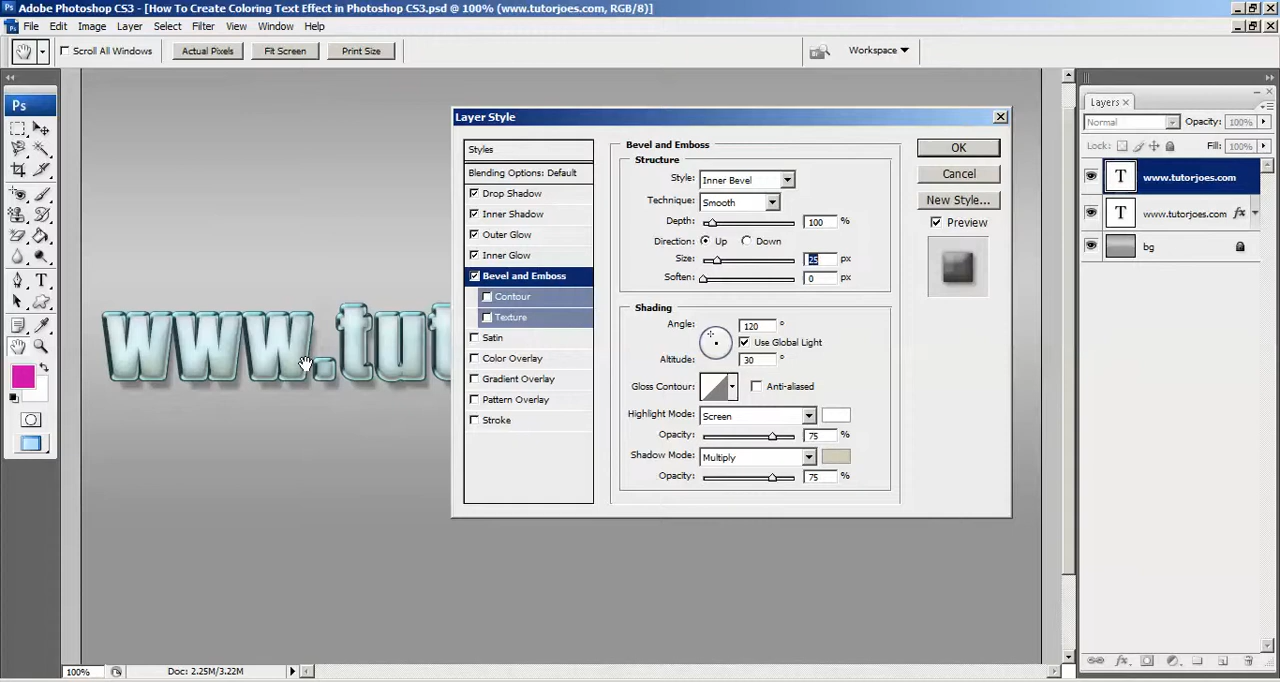 Adobe Photoshop CS3 - [How To Create Coloring Text Effect in Photoshop CS3.psd @ 100% (www.tutorjoes.com, RGB/8)]
File Edit Image Layer Select Filter View Window Help
Scroll All Windows Actual Pixels Fit Screen Print Size Workspace
Ps
Layers
Normal Opacity: 100%
Lock: Fill: 100%
T www.tutorjoes.com
T www.tutorjoes.com fx
bg
Layer Style
Styles
Blending Options: Default
Drop Shadow
Inner Shadow
Outer Glow
Inner Glow
Bevel and Emboss
Contour
Texture
Satin
Color Overlay
Gradient Overlay
Pattern Overlay
Stroke
Bevel and Emboss
Structure
Style: Inner Bevel
Technique: Smooth
Depth: 100 %
Direction: Up Down
Size: 25 px
Soften: 0 px
Shading
Angle: 120 °
Use Global Light
Altitude: 30 °
Gloss Contour: Anti-aliased
Highlight Mode: Screen
Opacity: 75 %
Shadow Mode: Multiply
Opacity: 75 %
OK
Cancel
New Style...
Preview
www.tut
100% Doc: 2.25M/3.22M